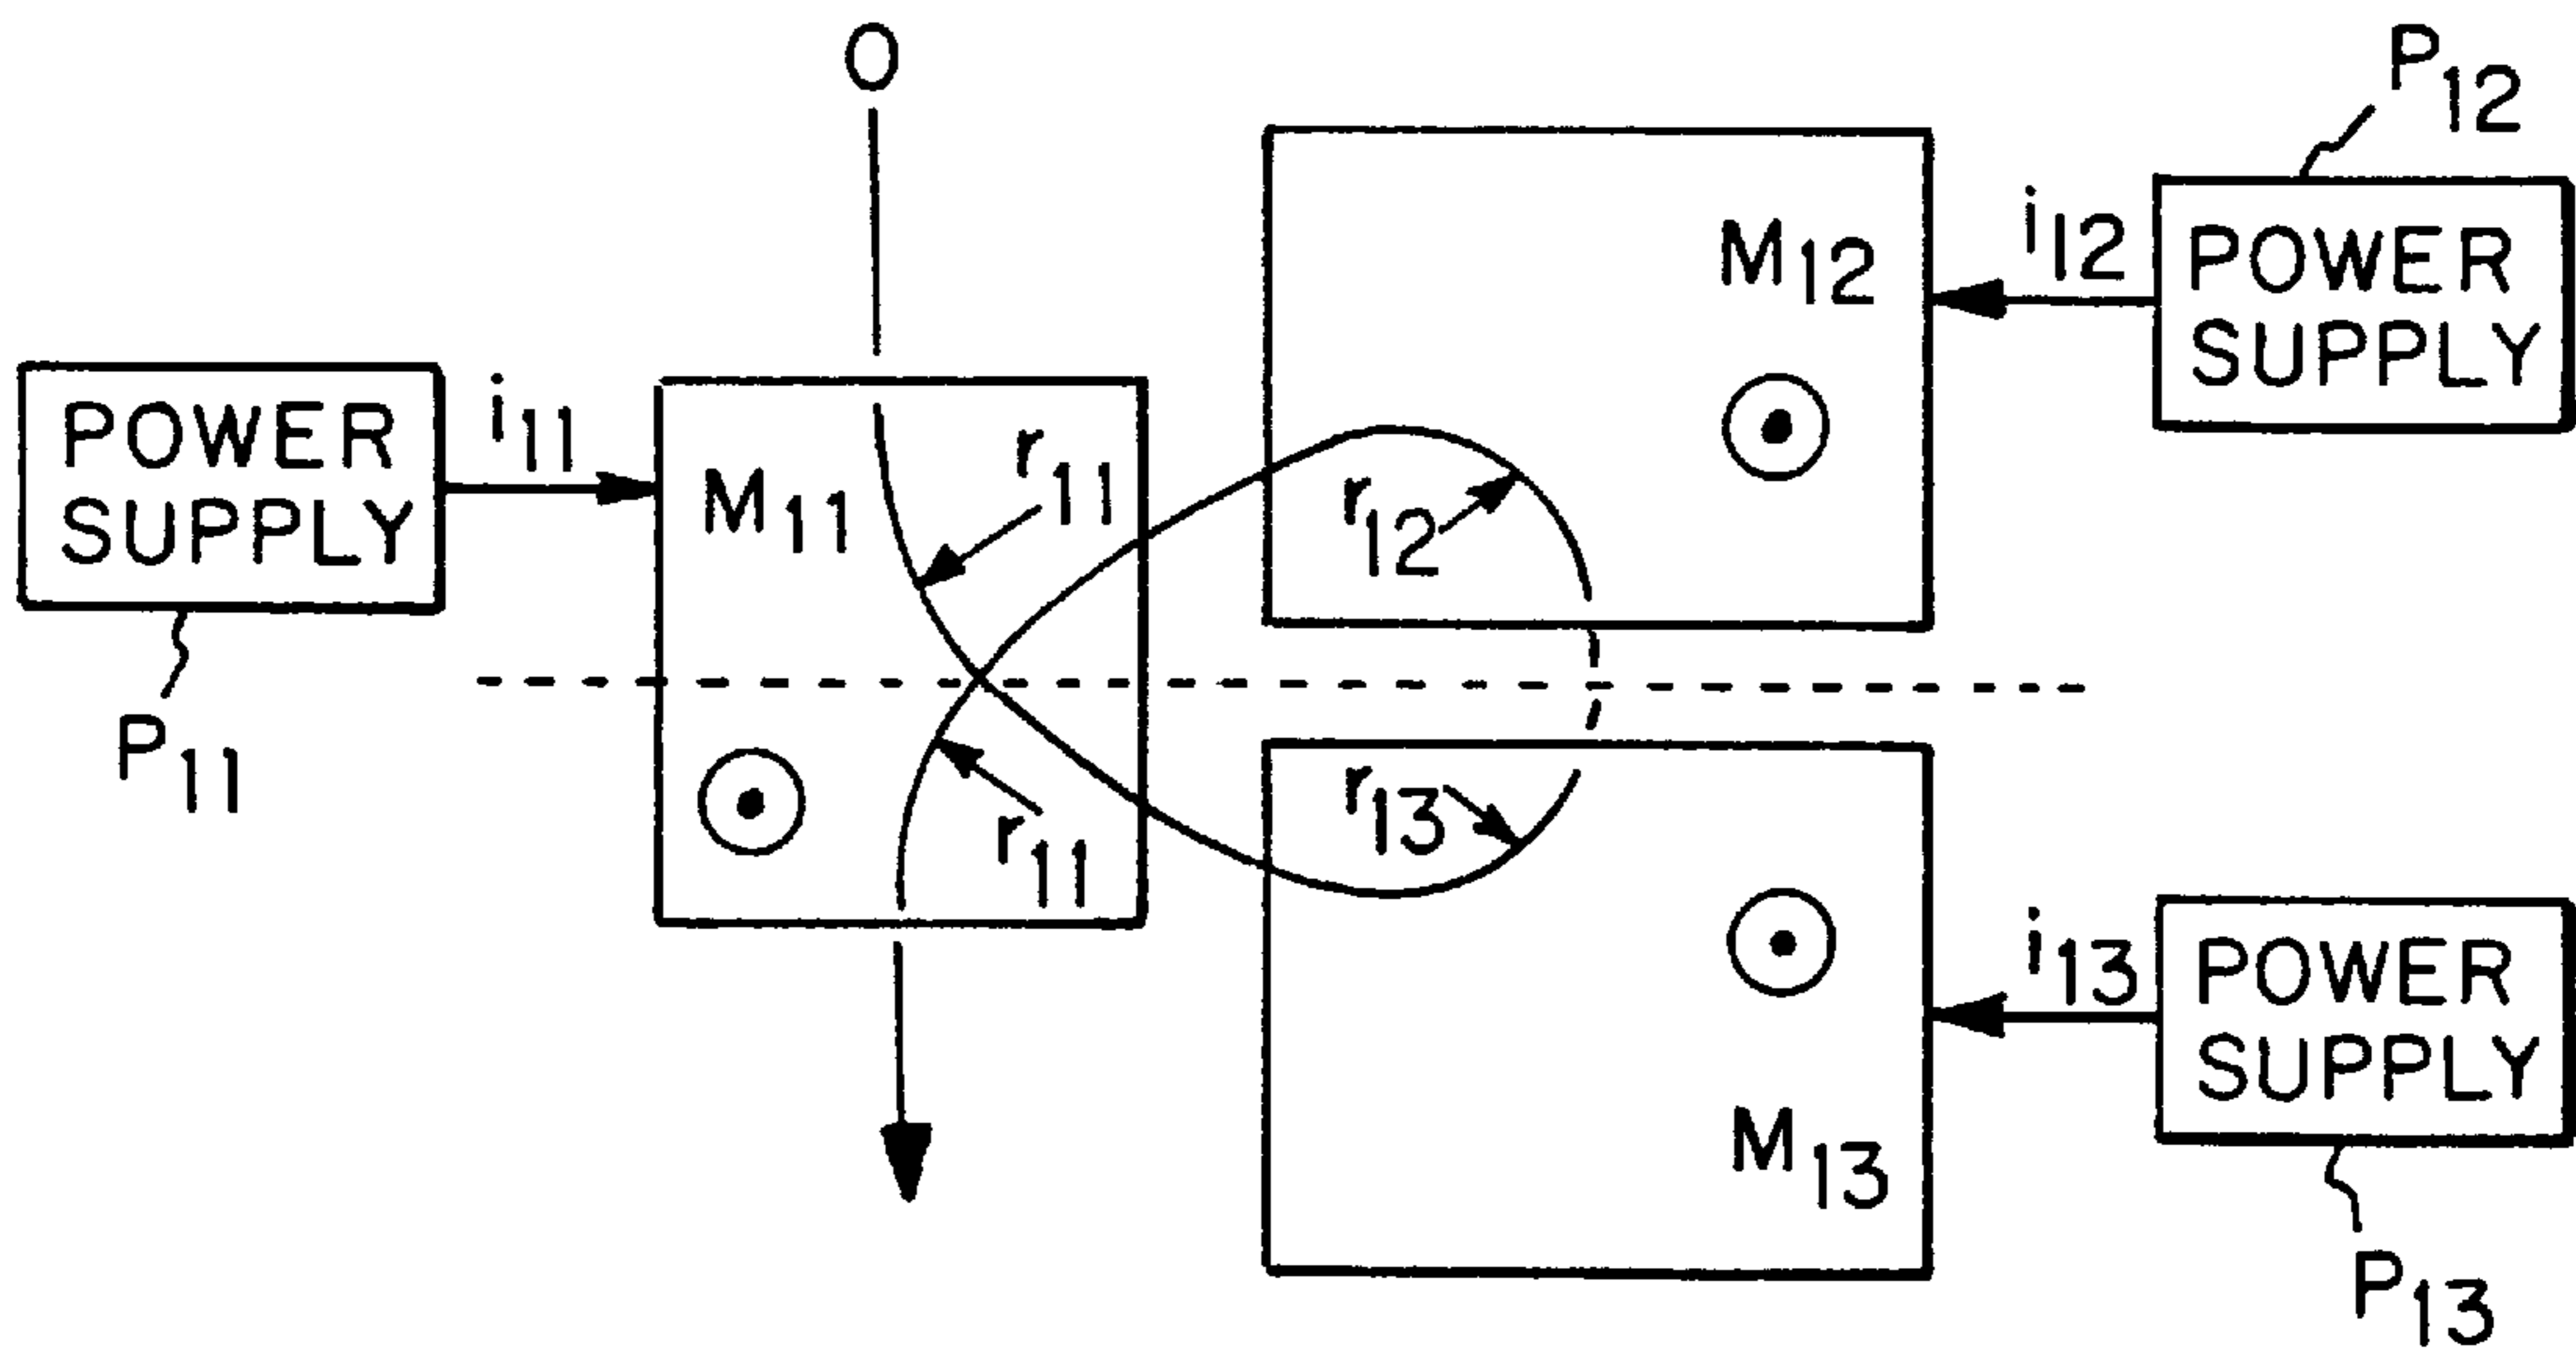 O
P12
M12
i12
POWER
SUPPLY
POWER
SUPPLY
i11
M11
r11
r12
P11
r11
r13
M13
i13
POWER
SUPPLY
P13